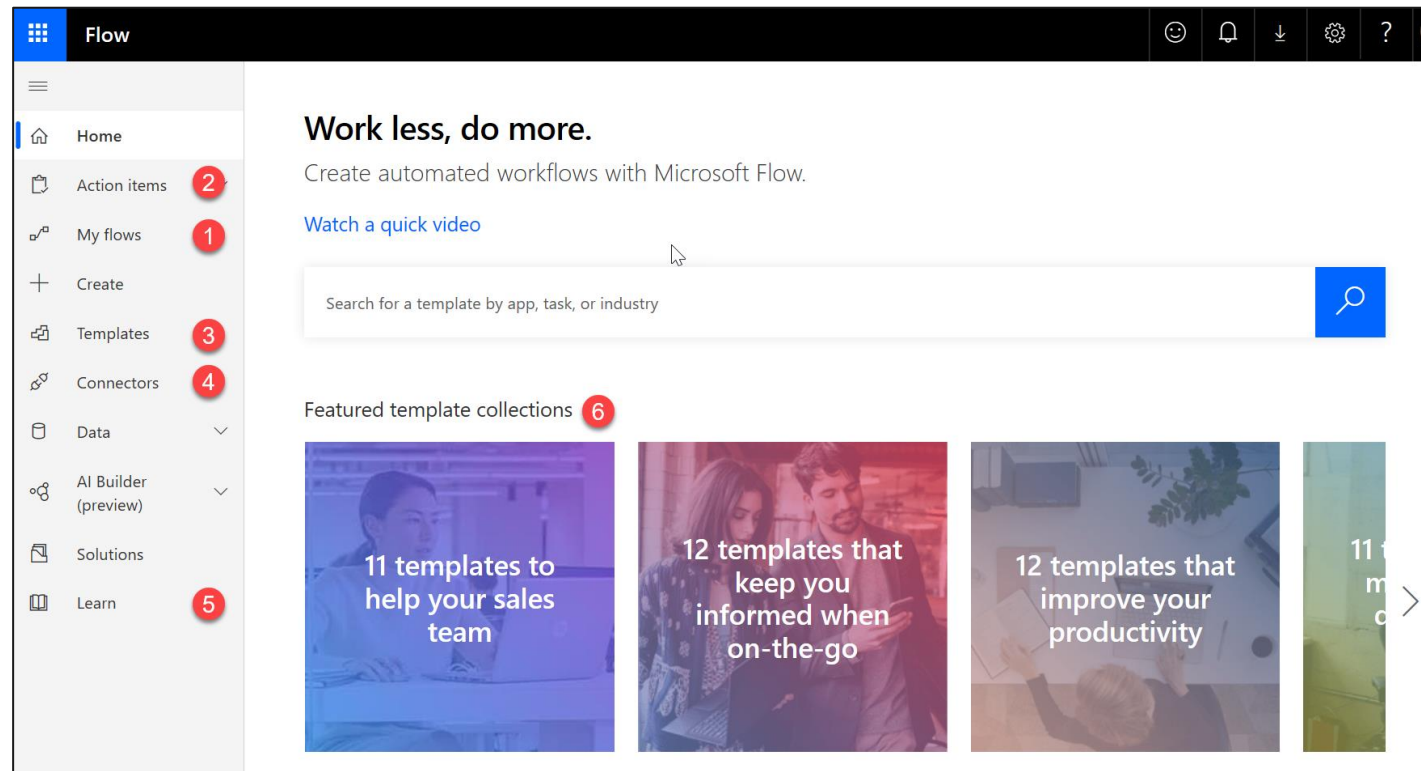 Flow
?
Home
Action items 2
My flows 1
Create
Templates 3
Connectors 4
Data
AI Builder
(preview)
Solutions
Learn 5
Work less, do more.
Create automated workflows with Microsoft Flow.
Watch a quick video
Search for a template by app, task, or industry
Featured template collections 6
11 templates to
help your sales
team
12 templates that
keep you
informed when
on-the-go
12 templates that
improve your
productivity
11